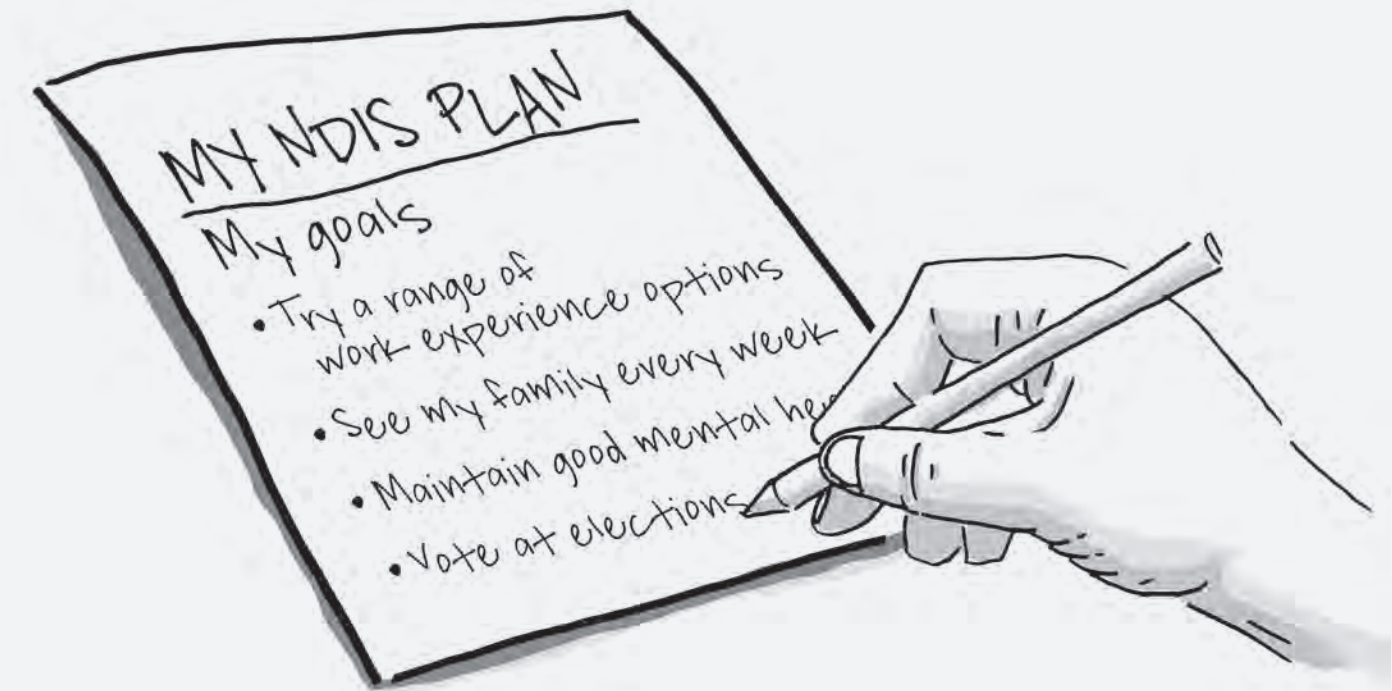 MY NDIS PLAN
My goals
• Try a range of
work experience options
• See my family every week
• Maintain good mental
• Vote at elections